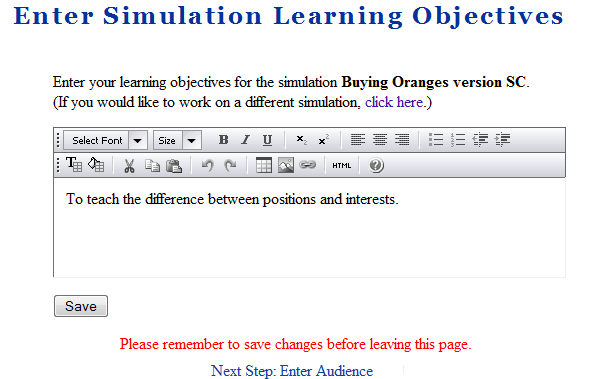 Enter Simulation Learning Objectives
Enter your learning objectives for the simulation Buying Oranges version SC.
(If you would like to work on a different simulation, click here.)
Select Font Size B I U x₂ x²
T HTML ?
To teach the difference between positions and interests.
Save
Please remember to save changes before leaving this page.
Next Step: Enter Audience